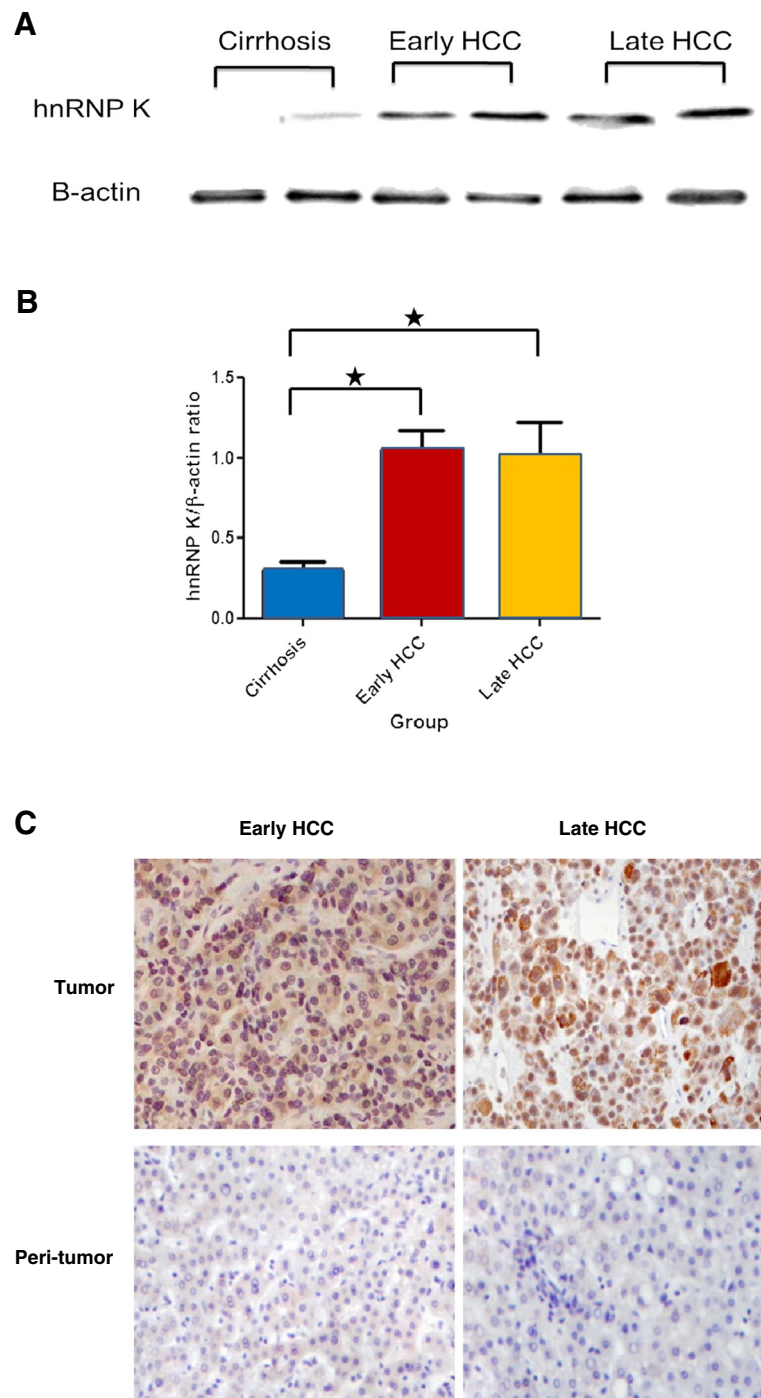 A
Cirrhosis Early HCC Late HCC
hnRNP K
B-actin
B
★
★
hnRNP K/β-actin ratio
1.5
1.0
0.5
0.0
Cirrhosis
Early HCC
Late HCC
Group
C
Early HCC Late HCC
Tumor
Peri-tumor